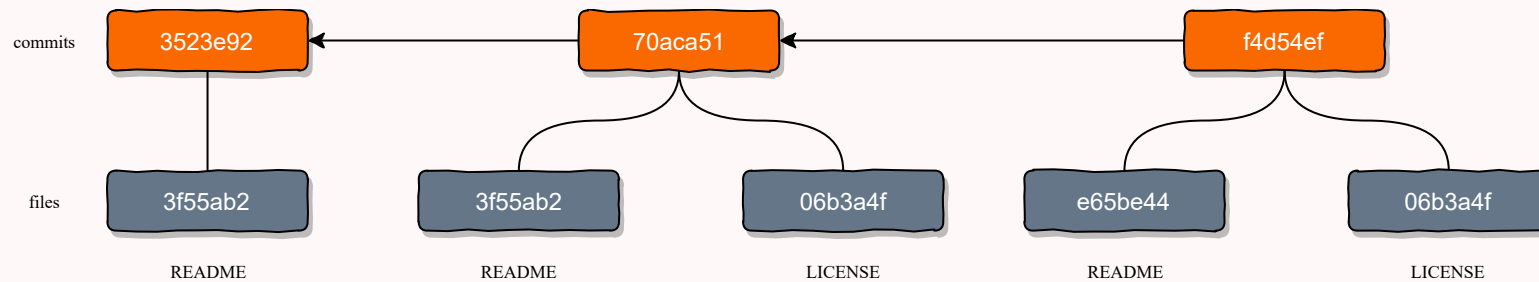 commits 3523e92 70aca51 f4d54ef
files 3f55ab2 3f55ab2 06b3a4f e65be44 06b3a4f
README README LICENSE README LICENSE